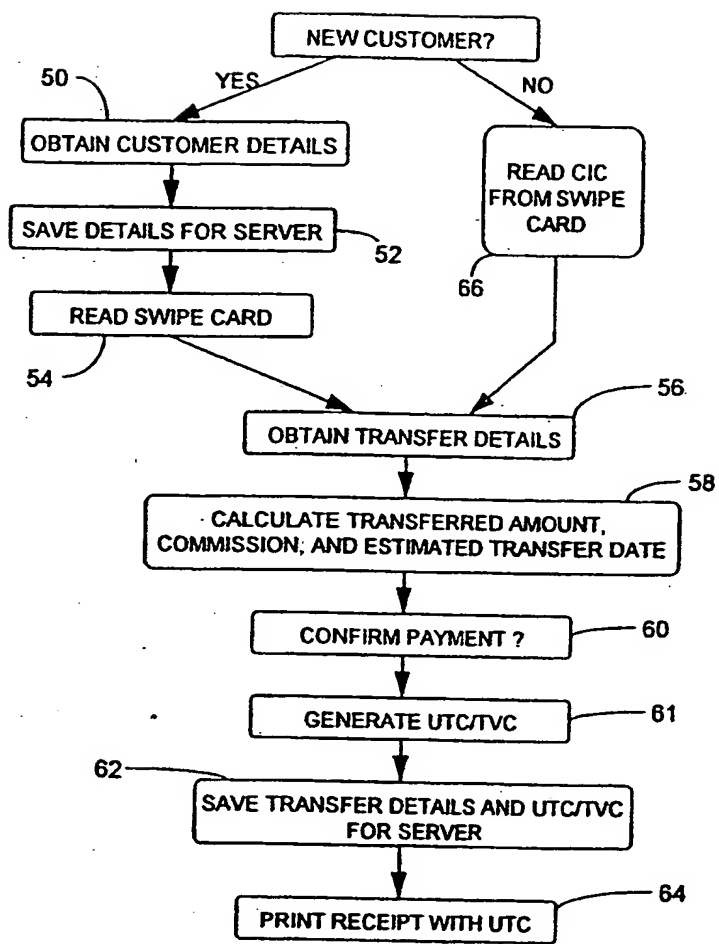 NEW CUSTOMER?
YES
NO
50
OBTAIN CUSTOMER DETAILS
READ CIC
FROM SWIPE
CARD
66
SAVE DETAILS FOR SERVER
52
READ SWIPE CARD
54
56
OBTAIN TRANSFER DETAILS
58
CALCULATE TRANSFERRED AMOUNT,
COMMISSION; AND ESTIMATED TRANSFER DATE
CONFIRM PAYMENT ?
60
GENERATE UTC/TVC
61
62
SAVE TRANSFER DETAILS AND UTC/TVC
FOR SERVER
64
PRINT RECEIPT WITH UTC